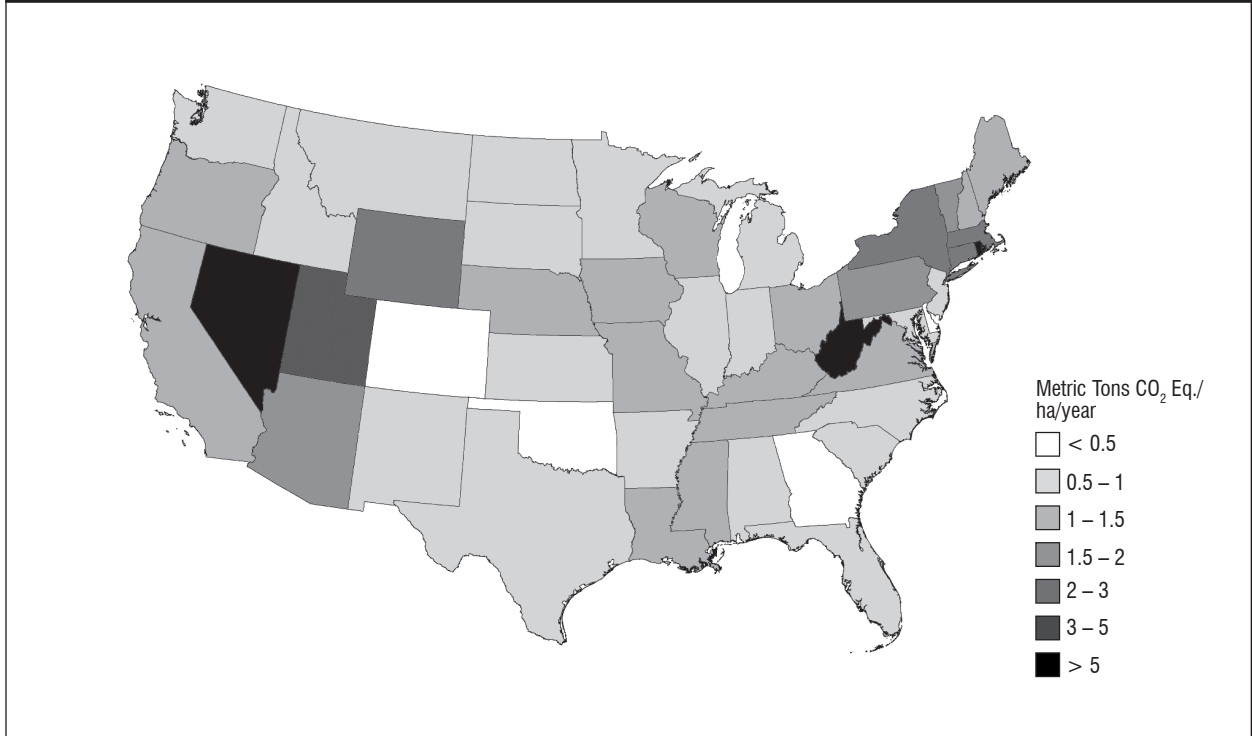 Metric Tons CO₂ Eq./
ha/year
< 0.5
0.5 – 1
1 – 1.5
1.5 – 2
2 – 3
3 – 5
> 5